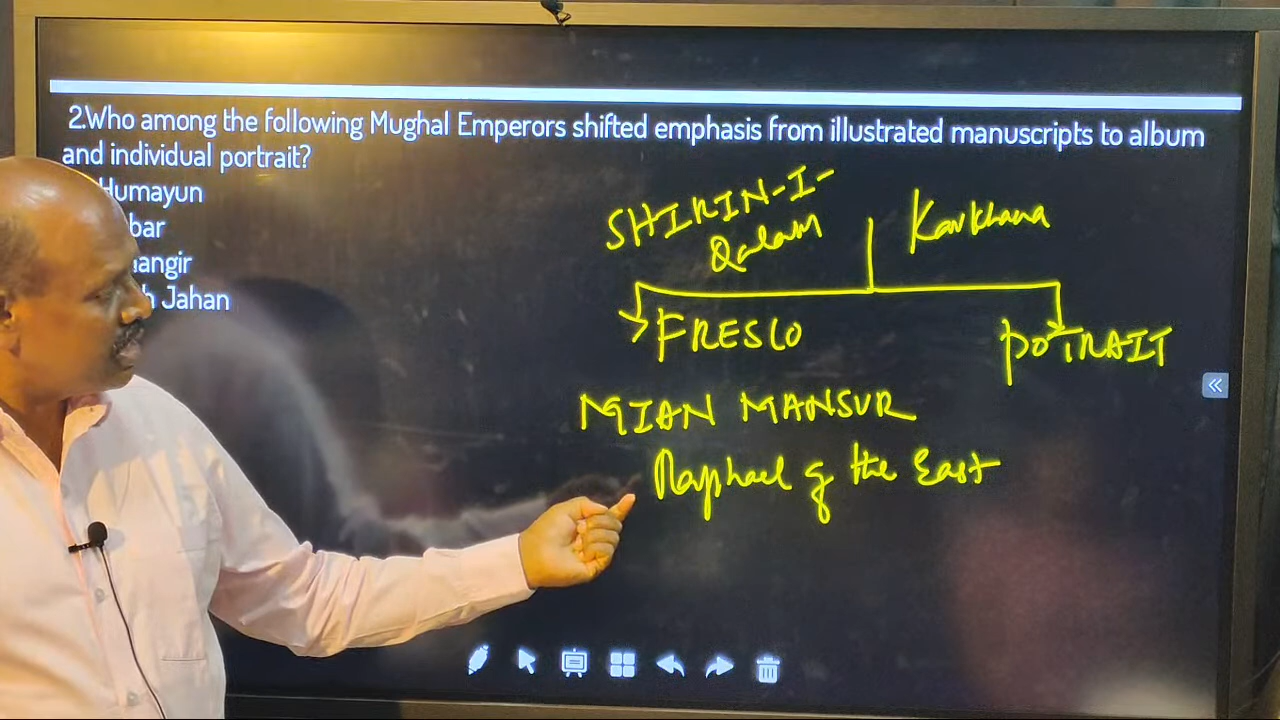 2.Who among the following Mughal Emperors shifted emphasis from illustrated manuscripts to album
and individual portrait?
Humayun
bar
angir
h Jahan
SHIRIN-I-
Qalam
Karkhana
FRESCO
POTRAIT
MIAN MANSUR
Raphael of the East